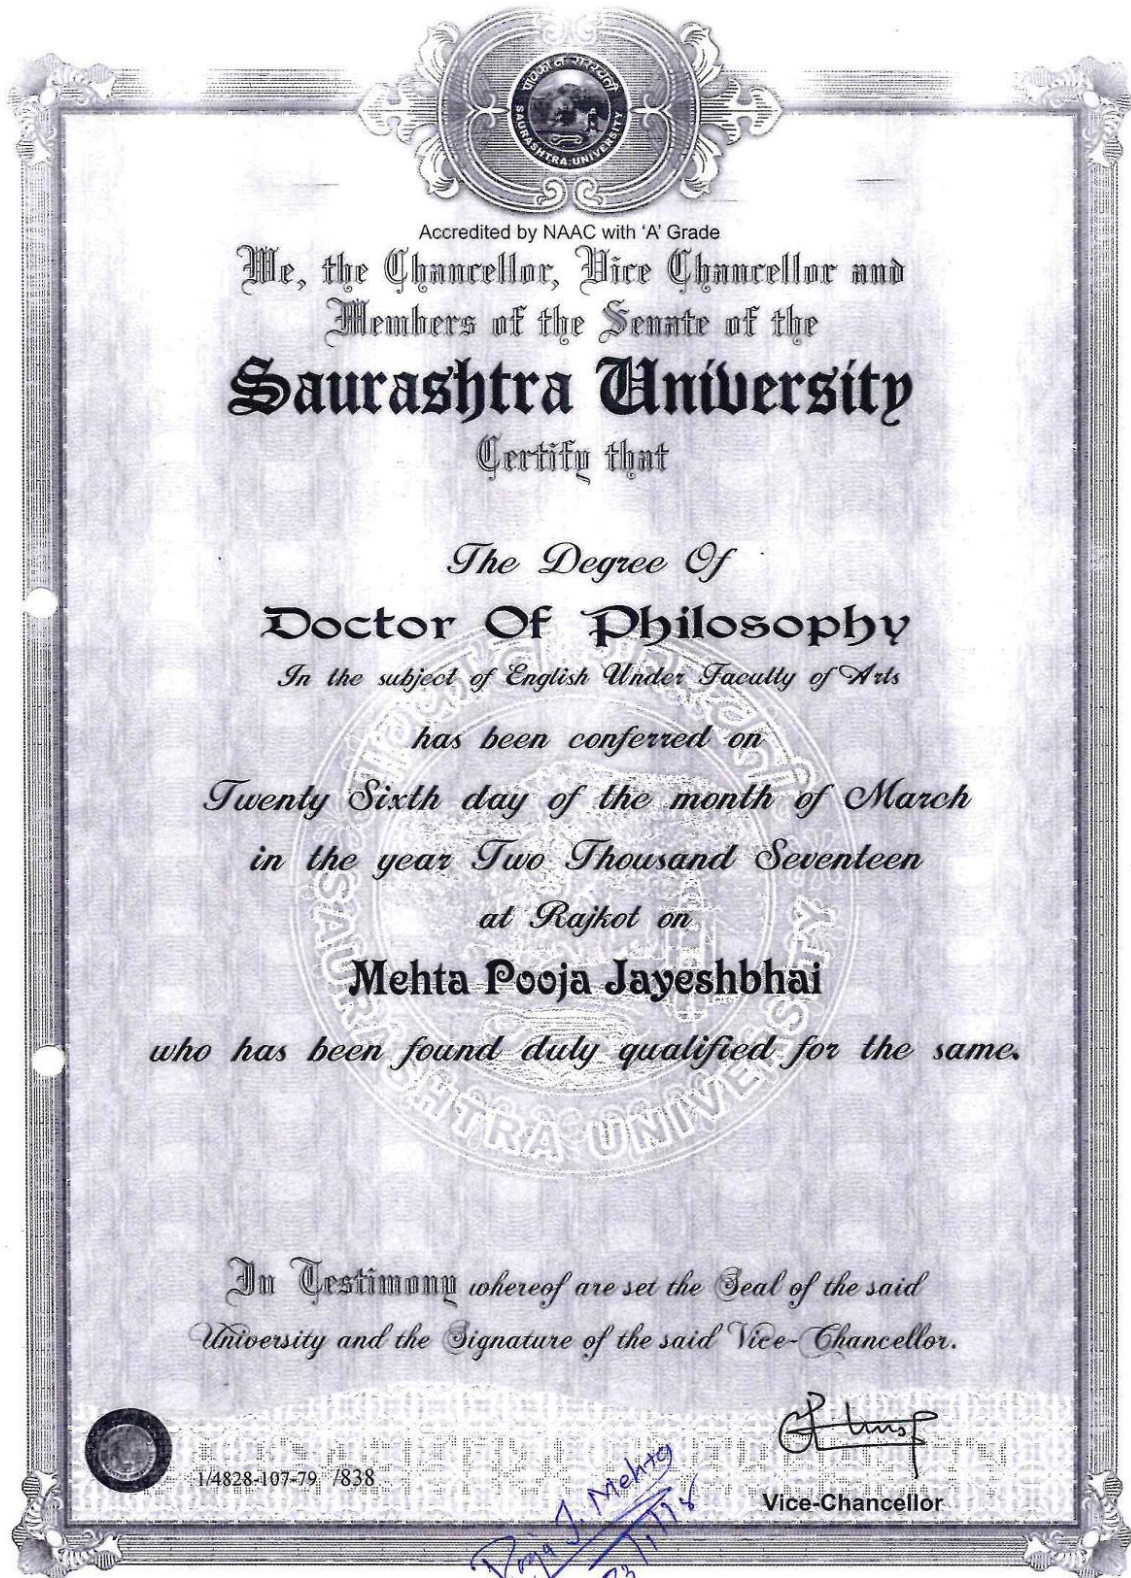 SAURASHTRA UNIVERSITY
Accredited by NAAC with 'A' Grade
We, the Chancellor, Vice Chancellor and
Members of the Senate of the
Saurashtra University
Certify that
The Degree Of
Doctor Of Philosophy
In the subject of English Under Faculty of Arts
has been conferred on
Twenty Sixth day of the month of March
in the year Two Thousand Seventeen
at Rajkot on
Mehta Pooja Jayeshbhai
who has been found duly qualified for the same.
SAURASHTRA UNIVERSITY
In Testimony whereof are set the Seal of the said
University and the Signature of the said Vice-Chancellor.
1/4828-107-79 /838
Vice-Chancellor
J. Mehta